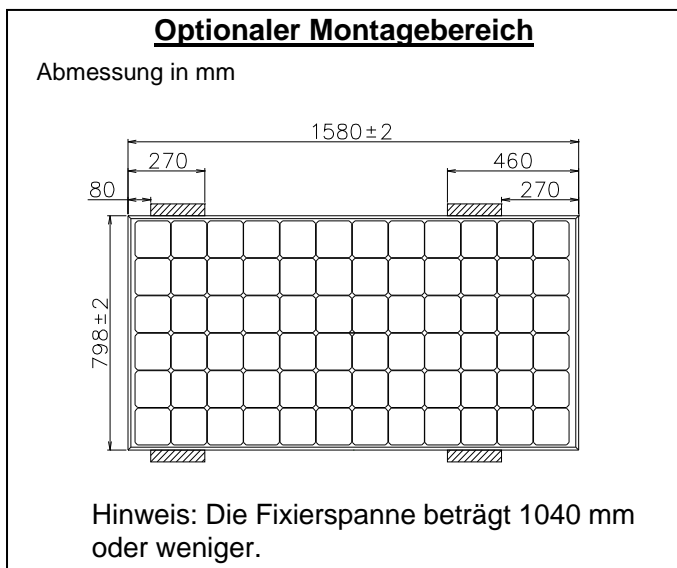 Optionaler Montagebereich
Abmessung in mm
1580±2
270
460
80
270
798±2
Hinweis: Die Fixierspanne beträgt 1040 mm
oder weniger.